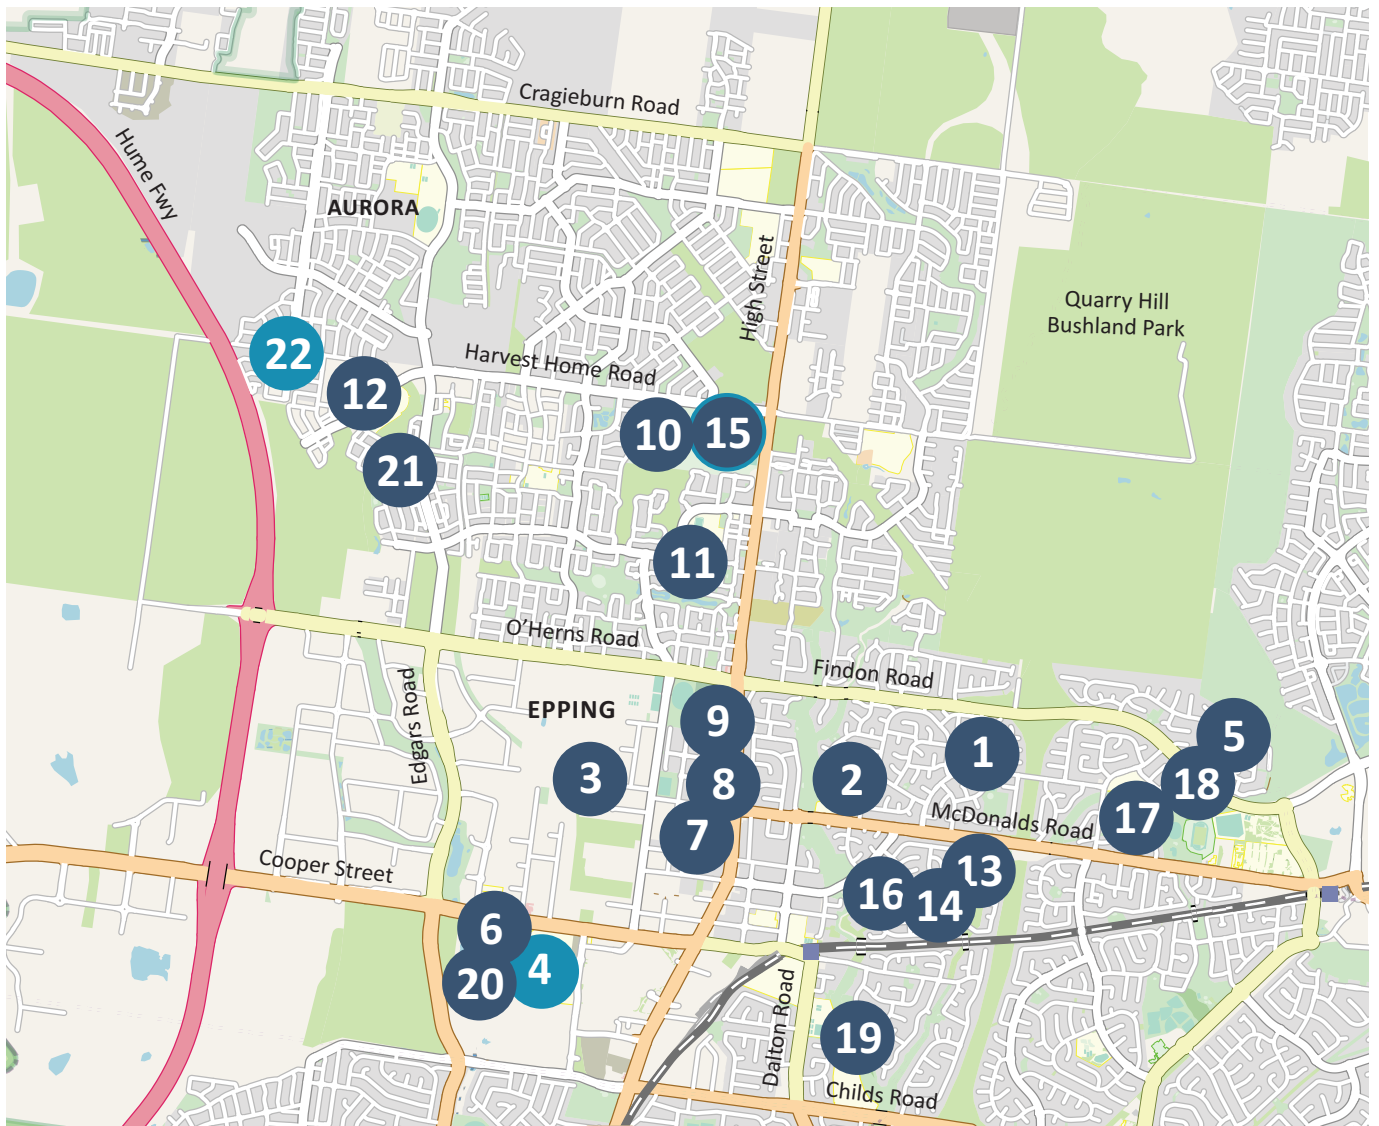 Cragieburn Road
Hume Fwy
AURORA
High Street
Quarry Hill
Bushland Park
22
Harvest Home Road
12
10
15
21
11
O'Herns Road
Findon Road
Edgars Road
EPPING
9
5
1
3
2
8
18
McDonalds Road
17
7
Cooper Street
13
16
14
6
4
20
Dalton Road
19
Childs Road